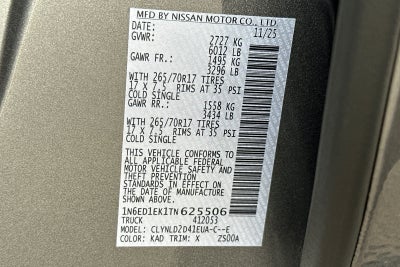 MFD BY NISSAN MOTOR CO., LTD.
DATE: 11/25
GVWR: 2727 KG
6012 LB
GAWR FR.: 1495 KG
3296 LB
WITH 265/70R17 TIRES
17 X 7.5 RIMS AT 35 PSI
COLD SINGLE
GAWR RR.: 1558 KG
3434 LB
WITH 265/70R17 TIRES
17 X 7.5 RIMS AT 35 PSI
COLD SINGLE
THIS VEHICLE CONFORMS TO
ALL APPLICABLE FEDERAL
MOTOR VEHICLE SAFETY
STANDARDS IN EFFECT ON
THE DATE OF MANUFACTURE
SHOWN ABOVE.
1N6ED1EK1TN625506
TRUCK 412053
MODEL: CLYNLD2D41EUA-C--E
COLOR: KAD TRIM: X ZS00A